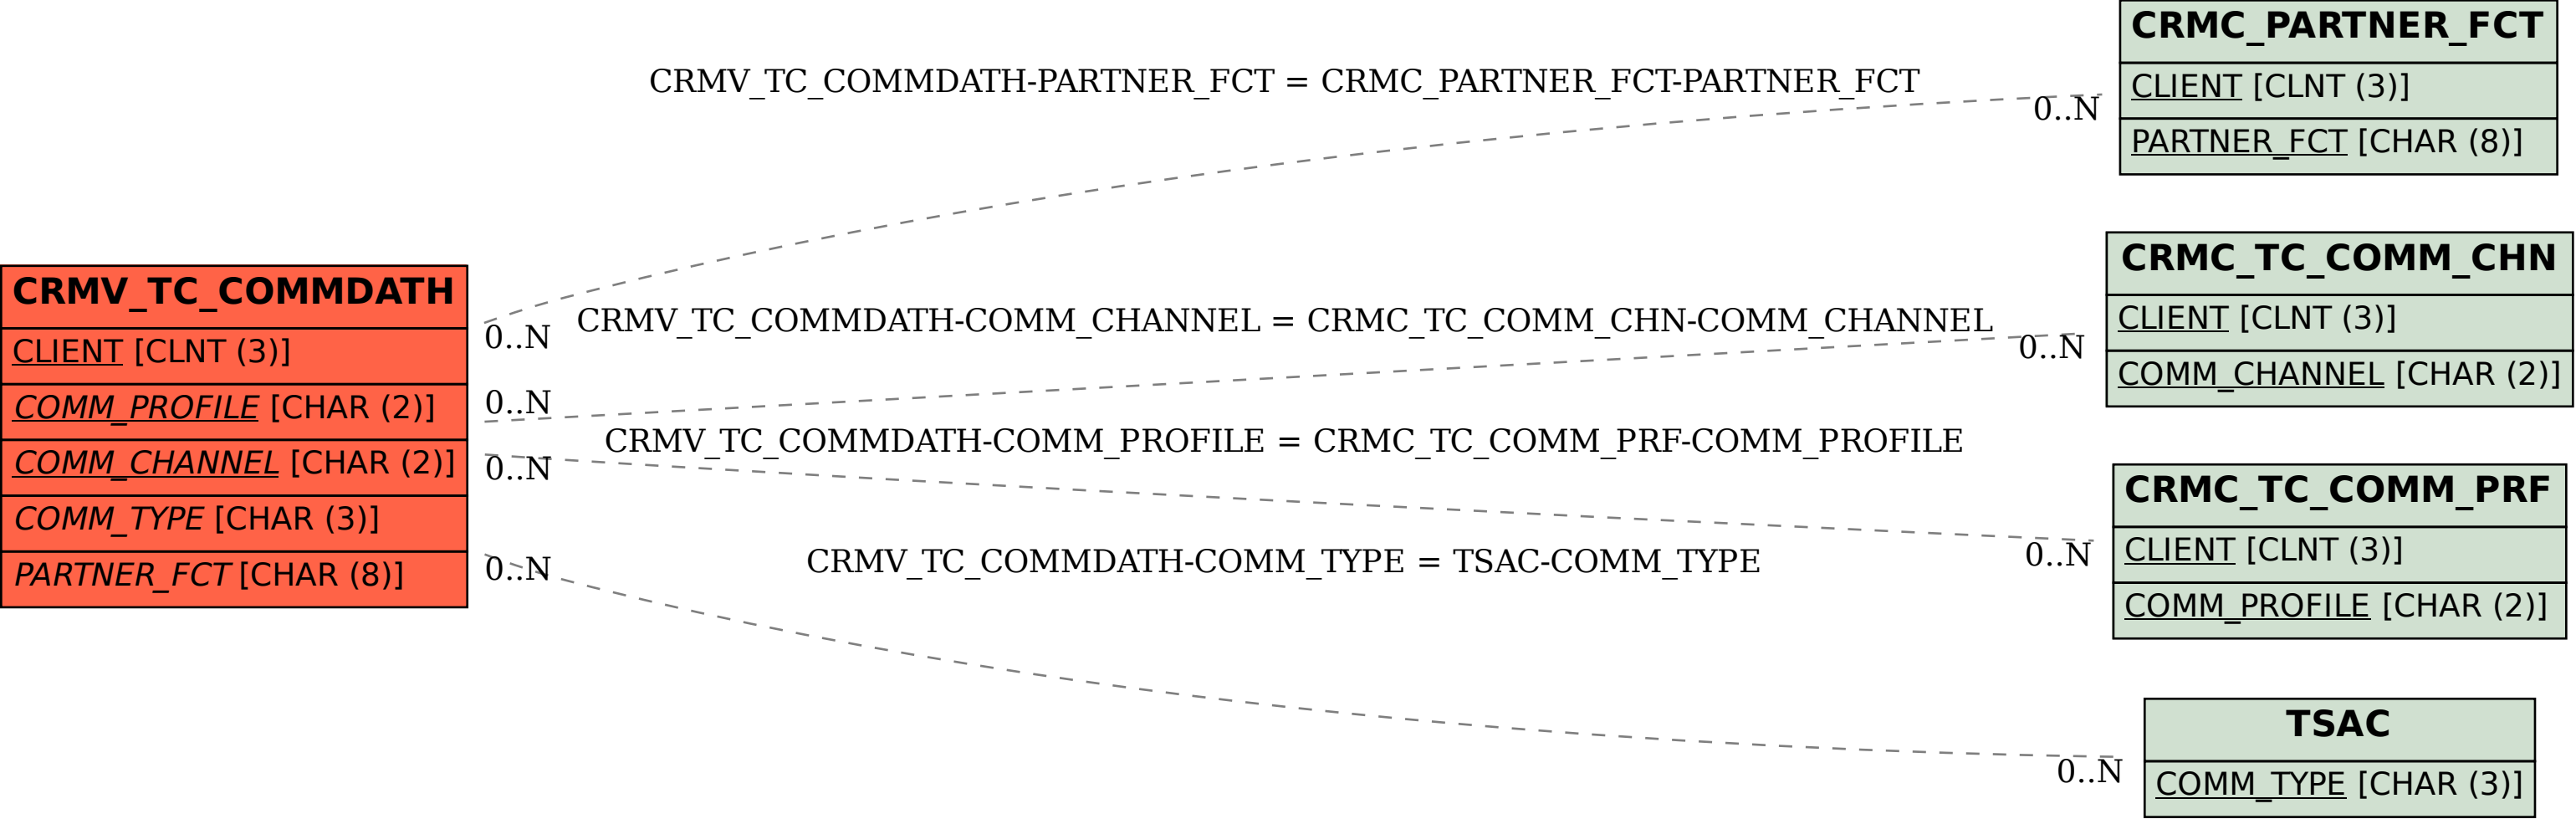 CRMV_TC_COMMDATH
CLIENT [CLNT (3)]
COMM_PROFILE [CHAR (2)]
COMM_CHANNEL [CHAR (2)]
COMM_TYPE [CHAR (3)]
PARTNER_FCT [CHAR (8)]
CRMV_TC_COMMDATH-PARTNER_FCT = CRMC_PARTNER_FCT-PARTNER_FCT
0..N
0..N
CRMV_TC_COMMDATH-COMM_CHANNEL = CRMC_TC_COMM_CHN-COMM_CHANNEL
0..N
0..N
CRMV_TC_COMMDATH-COMM_PROFILE = CRMC_TC_COMM_PRF-COMM_PROFILE
0..N
0..N
CRMV_TC_COMMDATH-COMM_TYPE = TSAC-COMM_TYPE
0..N
0..N
CRMC_PARTNER_FCT
CLIENT [CLNT (3)]
PARTNER_FCT [CHAR (8)]
CRMC_TC_COMM_CHN
CLIENT [CLNT (3)]
COMM_CHANNEL [CHAR (2)]
CRMC_TC_COMM_PRF
CLIENT [CLNT (3)]
COMM_PROFILE [CHAR (2)]
TSAC
COMM_TYPE [CHAR (3)]